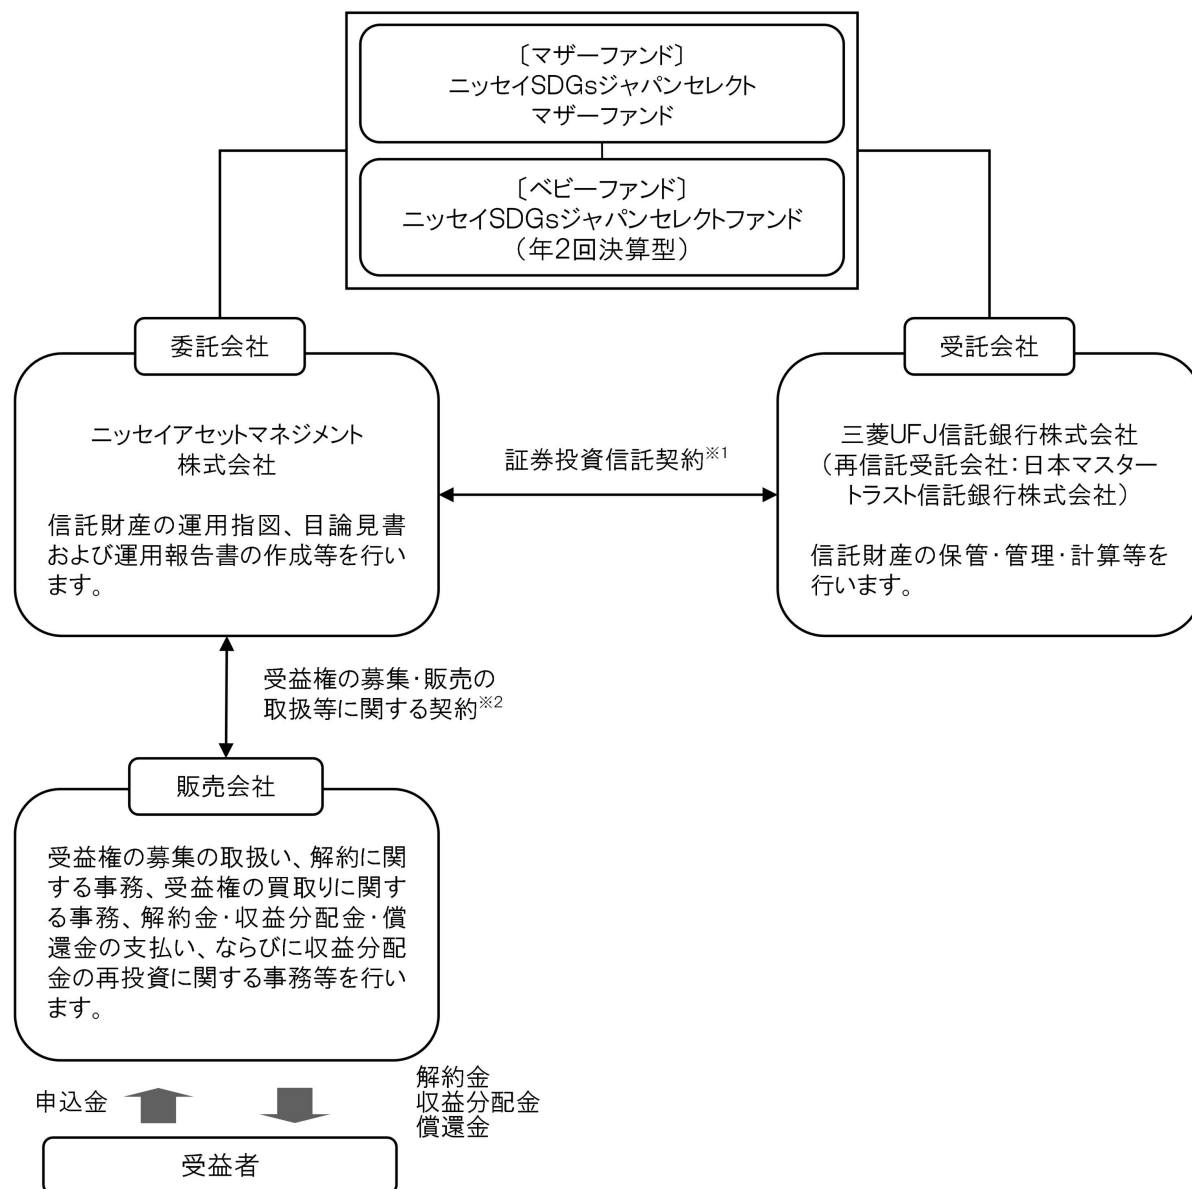 〔マザーファンド〕
ニッセイSDGsジャパンセレクト
マザーファンド
〔ベビーファンド〕
ニッセイSDGsジャパンセレクトファンド
（年2回決算型）
委託会社
ニッセイアセットマネジメント
株式会社
信託財産の運用指図、目論見書
および運用報告書の作成等を行い
ます。
証券投資信託契約※1
受託会社
三菱UFJ信託銀行株式会社
（再信託受託会社：日本マスター
トラスト信託銀行株式会社）
信託財産の保管・管理・計算等を
行います。
受益権の募集・販売の
取扱等に関する契約※2
販売会社
受益権の募集の取扱い、解約に関
する事務、受益権の買取りに関す
る事務、解約金・収益分配金・償
還金の支払い、ならびに収益分配
金の再投資に関する事務等を行い
ます。
申込金
解約金
収益分配金
償還金
受益者